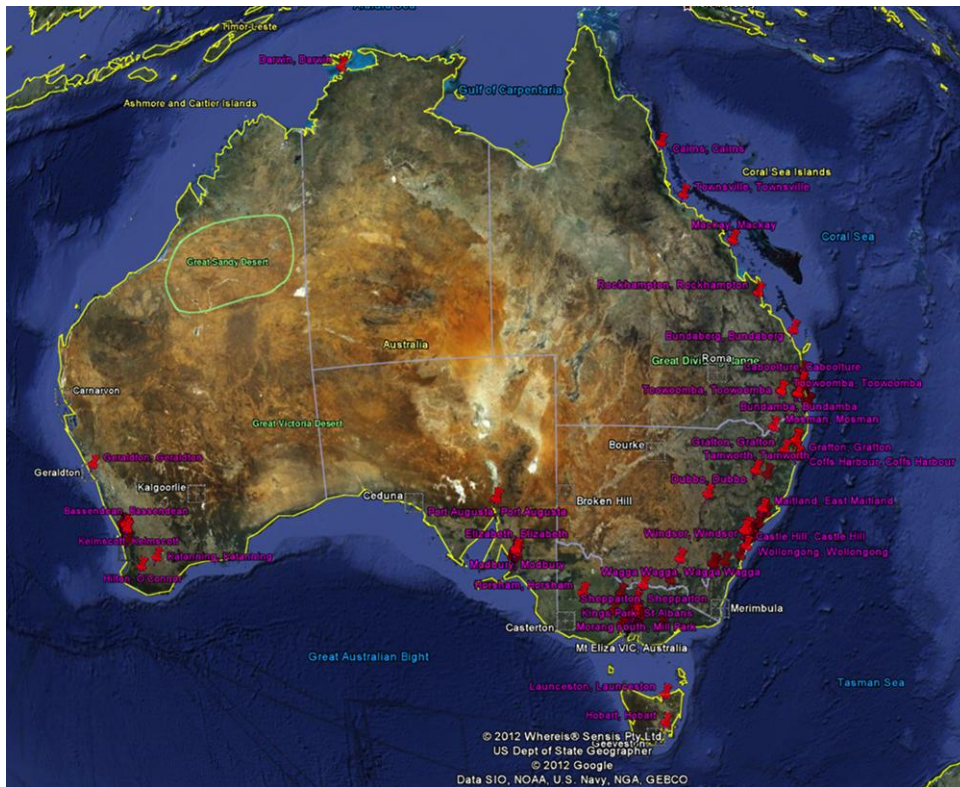 Timor-Leste
Darwin, Darwin
Ashmore and Cartier Islands
Gulf of Carpentaria
Cairns, Cairns
Coral Sea Islands
Townsville, Townsville
Mackay, Mackay
Coral Sea
Great Sandy Desert
Rockhampton, Rockhampton
Bundaberg, Bundaberg
Australia
Great Dividing Range
Roma
Caboolture, Caboolture
Toowoomba, Toowoomba
Toowoomba, Toowoomba
Carnarvon
Bundamba, Bundamba
Mosman, Mosman
Great Victoria Desert
Bourke
Grafton, Grafton
Grafton, Grafton
Tamworth, Tamworth
Coffs Harbour, Coffs Harbour
Geraldton
Geraldton, Geraldton
Dubbo, Dubbo
Kalgoorlie
Ceduna
Broken Hill
Maitland, East Maitland
Bassendean, Bassendean
Port Augusta, Port Augusta
Elizabeth, Elizabeth
Windsor, Windsor
Castle Hill, Castle Hill
Kelmscott, Kelmscott
Wollongong, Wollongong
Katanning, Katanning
Modbury, Modbury
Wagga Wagga, Wagga Wagga
Hilton, O'Connor
Horsham, Horsham
Shepparton, Shepparton
Merimbula
Kings Park, St Albans
Casterton
Morang south, Mill Park
Mt Eliza VIC, Australia
Great Australian Bight
Tasman Sea
Launceston, Launceston
Hobart, Hobart
© 2012 Whereis® Sensis Pty Ltd
Geeveston
US Dept of State Geographer
© 2012 Google
Data SIO, NOAA, U.S. Navy, NGA, GEBCO